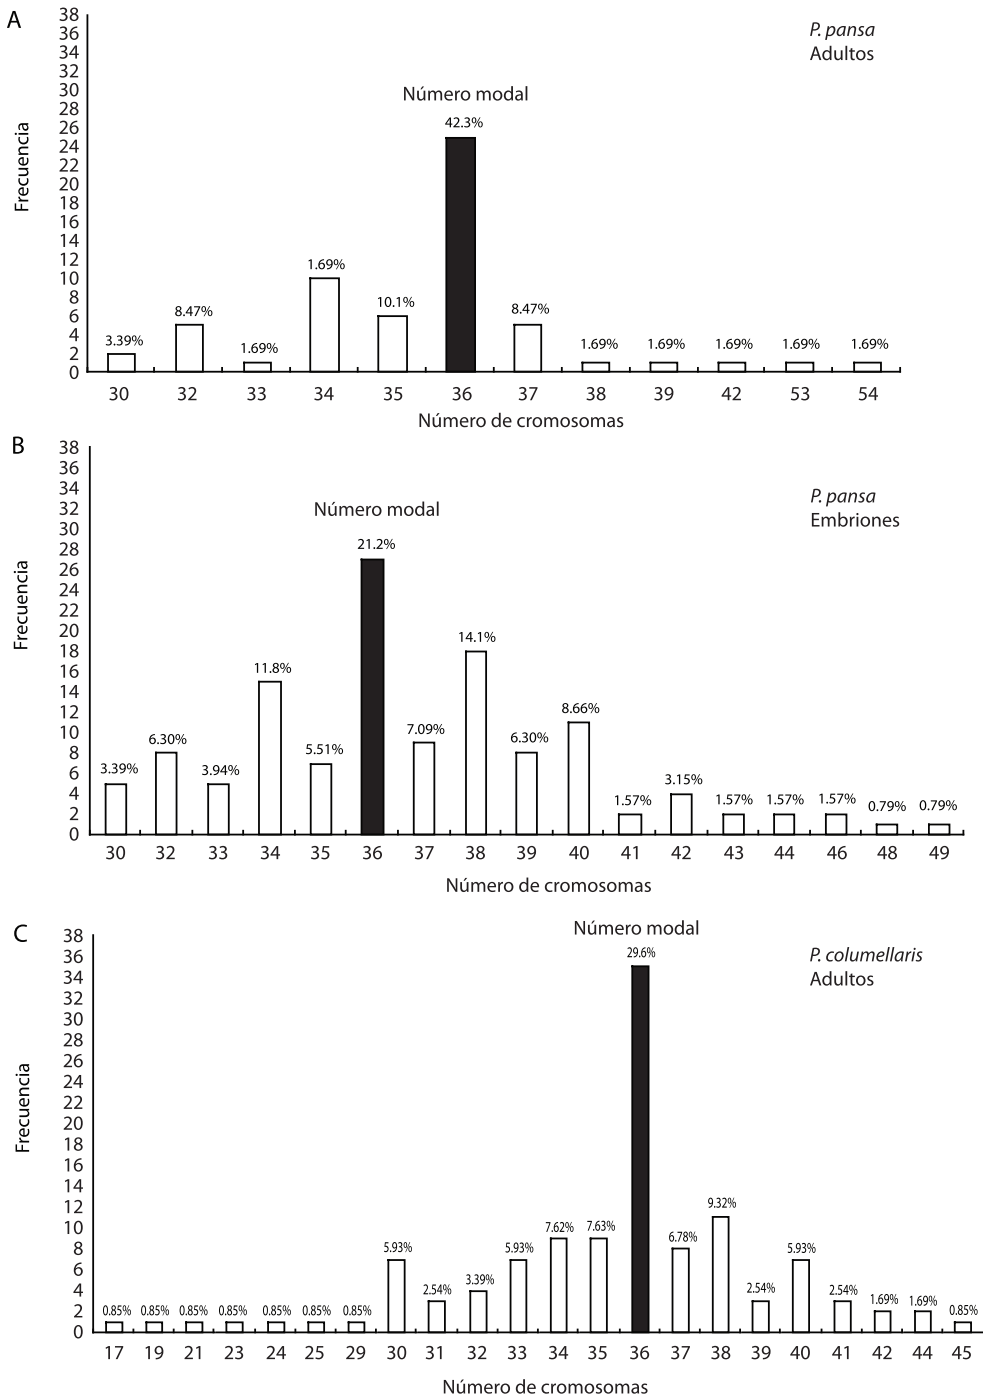 A
P. pansa
Adultos
Número modal
Frecuencia
38
36
34
32
30
28
26
24
22
20
18
16
14
12
10
8
6
4
2
0
3.39% 8.47% 1.69% 1.69% 10.1% 42.3% 8.47% 1.69% 1.69% 1.69% 1.69% 1.69%
30 32 33 34 35 36 37 38 39 42 53 54
Número de cromosomas
B
P. pansa
Embriones
Número modal
Frecuencia
38
36
34
32
30
28
26
24
22
20
18
16
14
12
10
8
6
4
2
0
3.39% 6.30% 3.94% 11.8% 5.51% 21.2% 7.09% 14.1% 6.30% 8.66% 1.57% 3.15% 1.57% 1.57% 1.57% 0.79% 0.79%
30 32 33 34 35 36 37 38 39 40 41 42 43 44 46 48 49
Número de cromosomas
C
P. columellaris
Adultos
Número modal
Frecuencia
38
36
34
32
30
28
26
24
22
20
18
16
14
12
10
8
6
4
2
0
0.85% 0.85% 0.85% 0.85% 0.85% 0.85% 0.85% 5.93% 2.54% 3.39% 5.93% 7.62% 7.63% 29.6% 6.78% 9.32% 2.54% 5.93% 2.54% 1.69% 1.69% 0.85%
17 19 21 23 24 25 29 30 31 32 33 34 35 36 37 38 39 40 41 42 44 45
Número de cromosomas